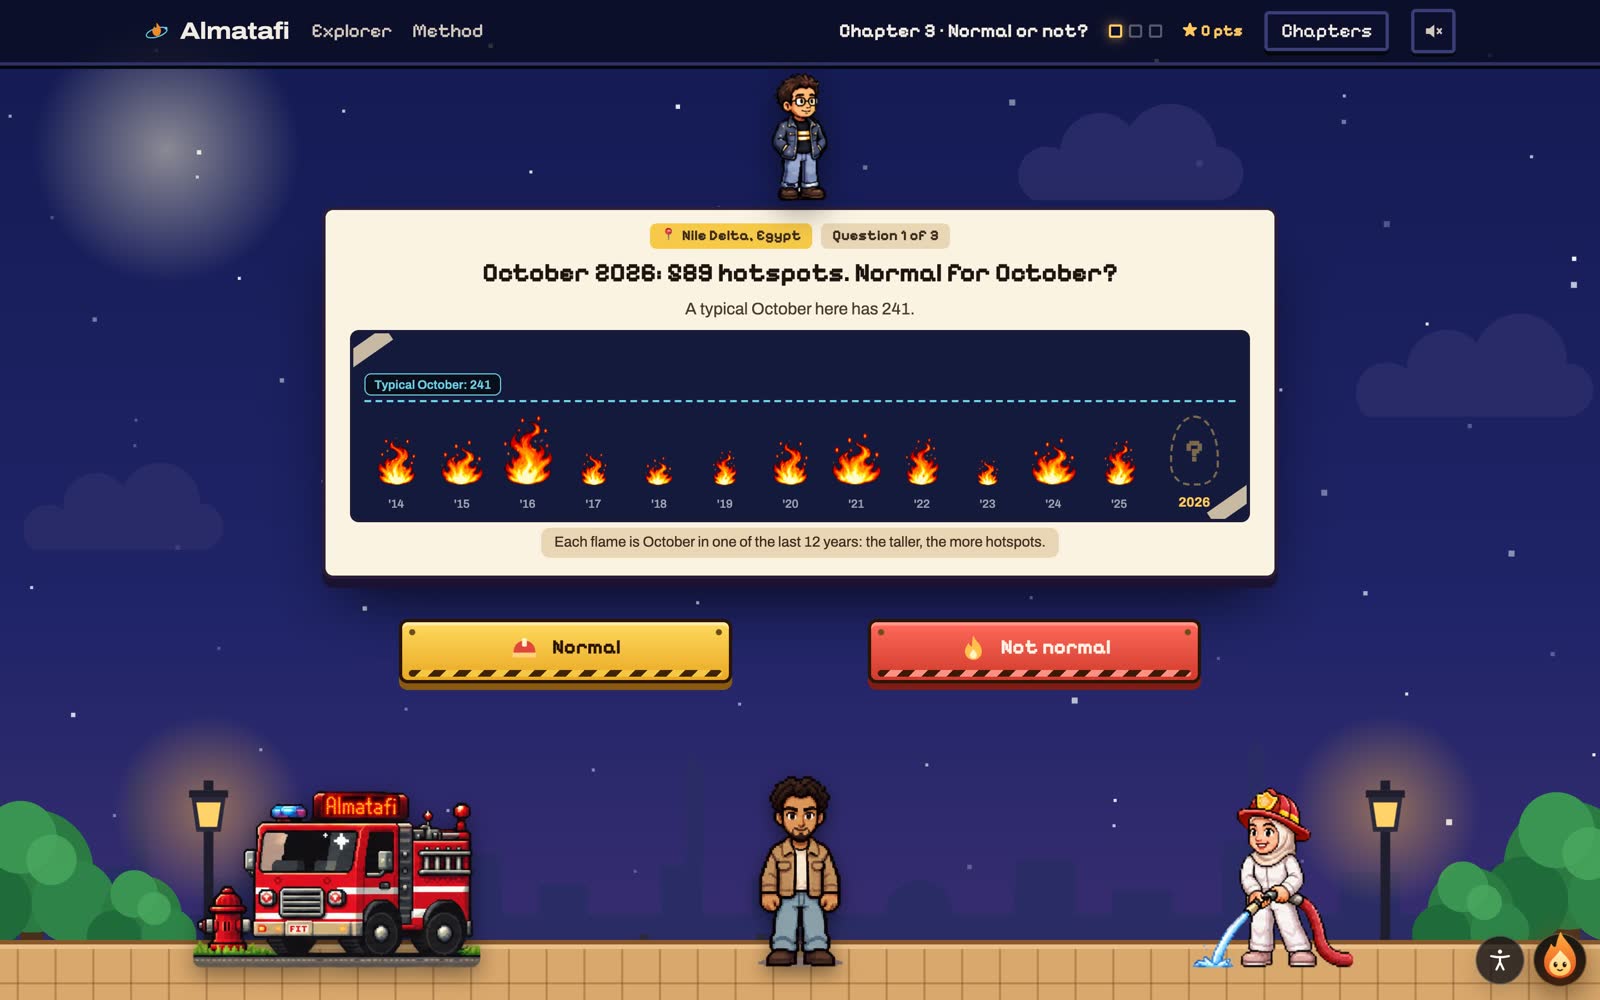 Almatafi
Explorer
Method
Chapter 3 · Normal or not?
0 pts
Chapters
Nile Delta, Egypt
Question 1 of 3
October 2026: 889 hotspots. Normal for October?
A typical October here has 241.
Typical October: 241
?
'14 '15 '16 '17 '18 '19 '20 '21 '22 '23 '24 '25 2026
Each flame is October in one of the last 12 years: the taller, the more hotspots.
Normal
Not normal
Almatafi
FIT